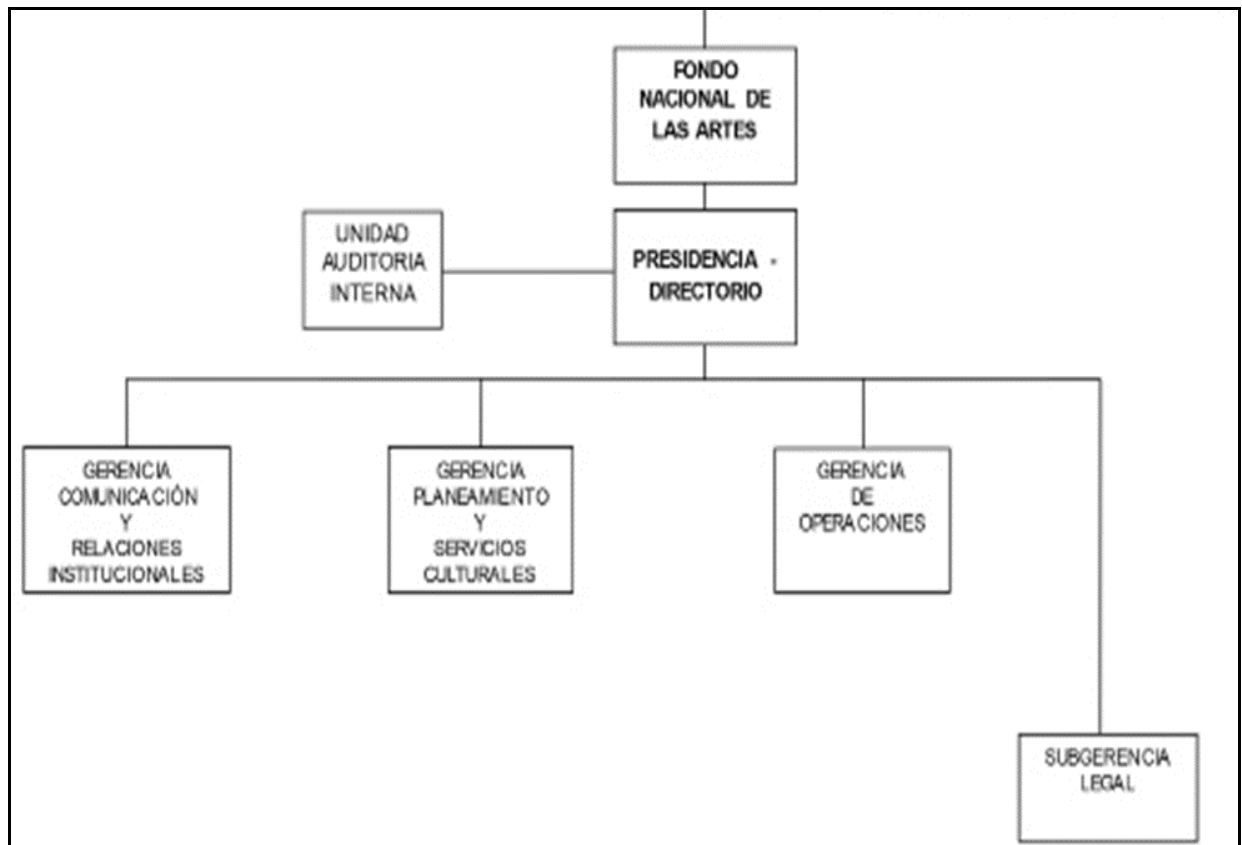 FONDO
NACIONAL DE
LAS ARTES
UNIDAD
AUDITORIA
INTERNA
PRESIDENCIA -
DIRECTORIO
GERENCIA
COMUNICACIÓN
Y
RELACIONES
INSTITUCIONALES
GERENCIA
PLANEAMIENTO
Y
SERVICIOS
CULTURALES
GERENCIA
DE
OPERACIONES
SUBGERENCIA
LEGAL